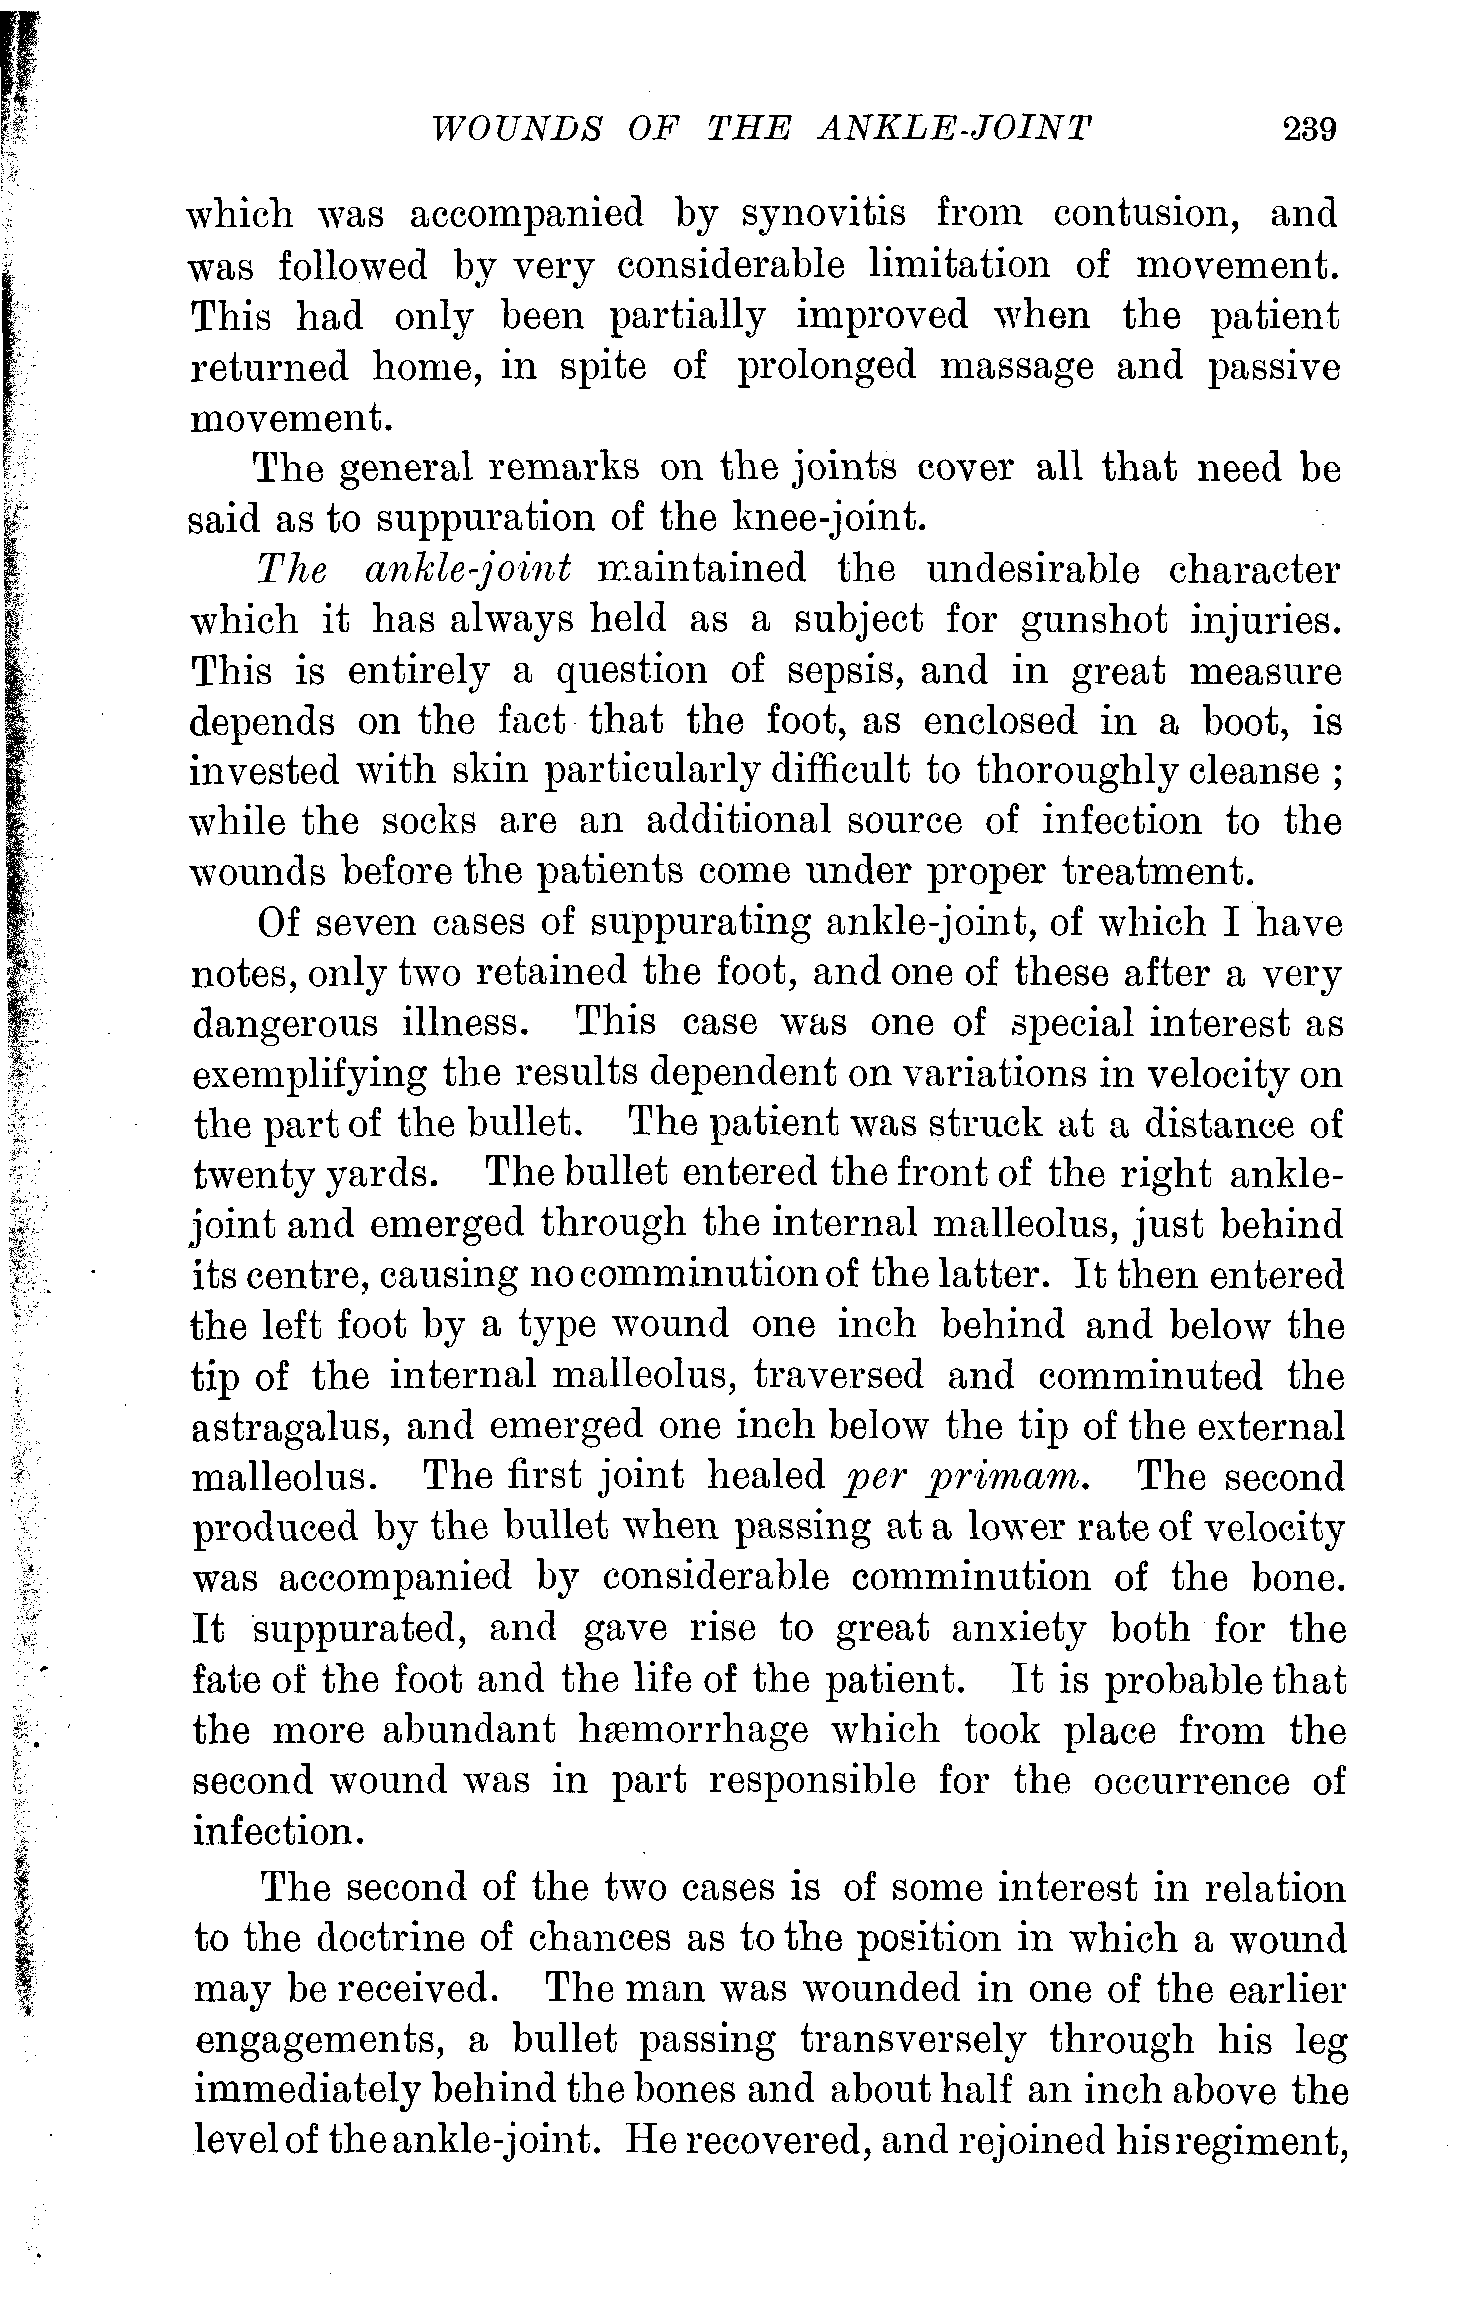 WOUNDS OF THE ANKLE-JOINT 239
which was accompanied by synovitis from contusion, and
was followed by very considerable limitation of movement.
This had only been partially improved when the patient
returned home, in spite of prolonged massage and passive
movement.
The general remarks on the joints cover all that need be
said as to suppuration of the knee-joint.
The ankle-joint maintained the undesirable character
which it has always held as a subject for gunshot injuries.
This is entirely a question of sepsis, and in great measure
depends on the fact that the foot, as enclosed in a boot, is
invested with skin particularly difficult to thoroughly cleanse ;
while the socks are an additional source of infection to the
wounds before the patients come under proper treatment.
Of seven cases of suppurating ankle-joint, of which I have
notes, only two retained the foot, and one of these after a very
dangerous illness. This case was one of special interest as
exemplifying the results dependent on variations in velocity on
the part of the bullet. The patient was struck at a distance of
twenty yards. The bullet entered the front of the right ankle-
joint and emerged through the internal malleolus, just behind
its centre, causing no comminution of the latter. It then entered
the left foot by a type wound one inch behind and below the
tip of the internal malleolus, traversed and comminuted the
astragalus, and emerged one inch below the tip of the external
malleolus. The first joint healed per primam. The second
produced by the bullet when passing at a lower rate of velocity
was accompanied by considerable comminution of the bone.
It suppurated, and gave rise to great anxiety both for the
fate of the foot and the life of the patient. It is probable that
the more abundant hæmorrhage which took place from the
second wound was in part responsible for the occurrence of
infection.
The second of the two cases is of some interest in relation
to the doctrine of chances as to the position in which a wound
may be received. The man was wounded in one of the earlier
engagements, a bullet passing transversely through his leg
immediately behind the bones and about half an inch above the
level of the ankle-joint. He recovered, and rejoined his regiment,